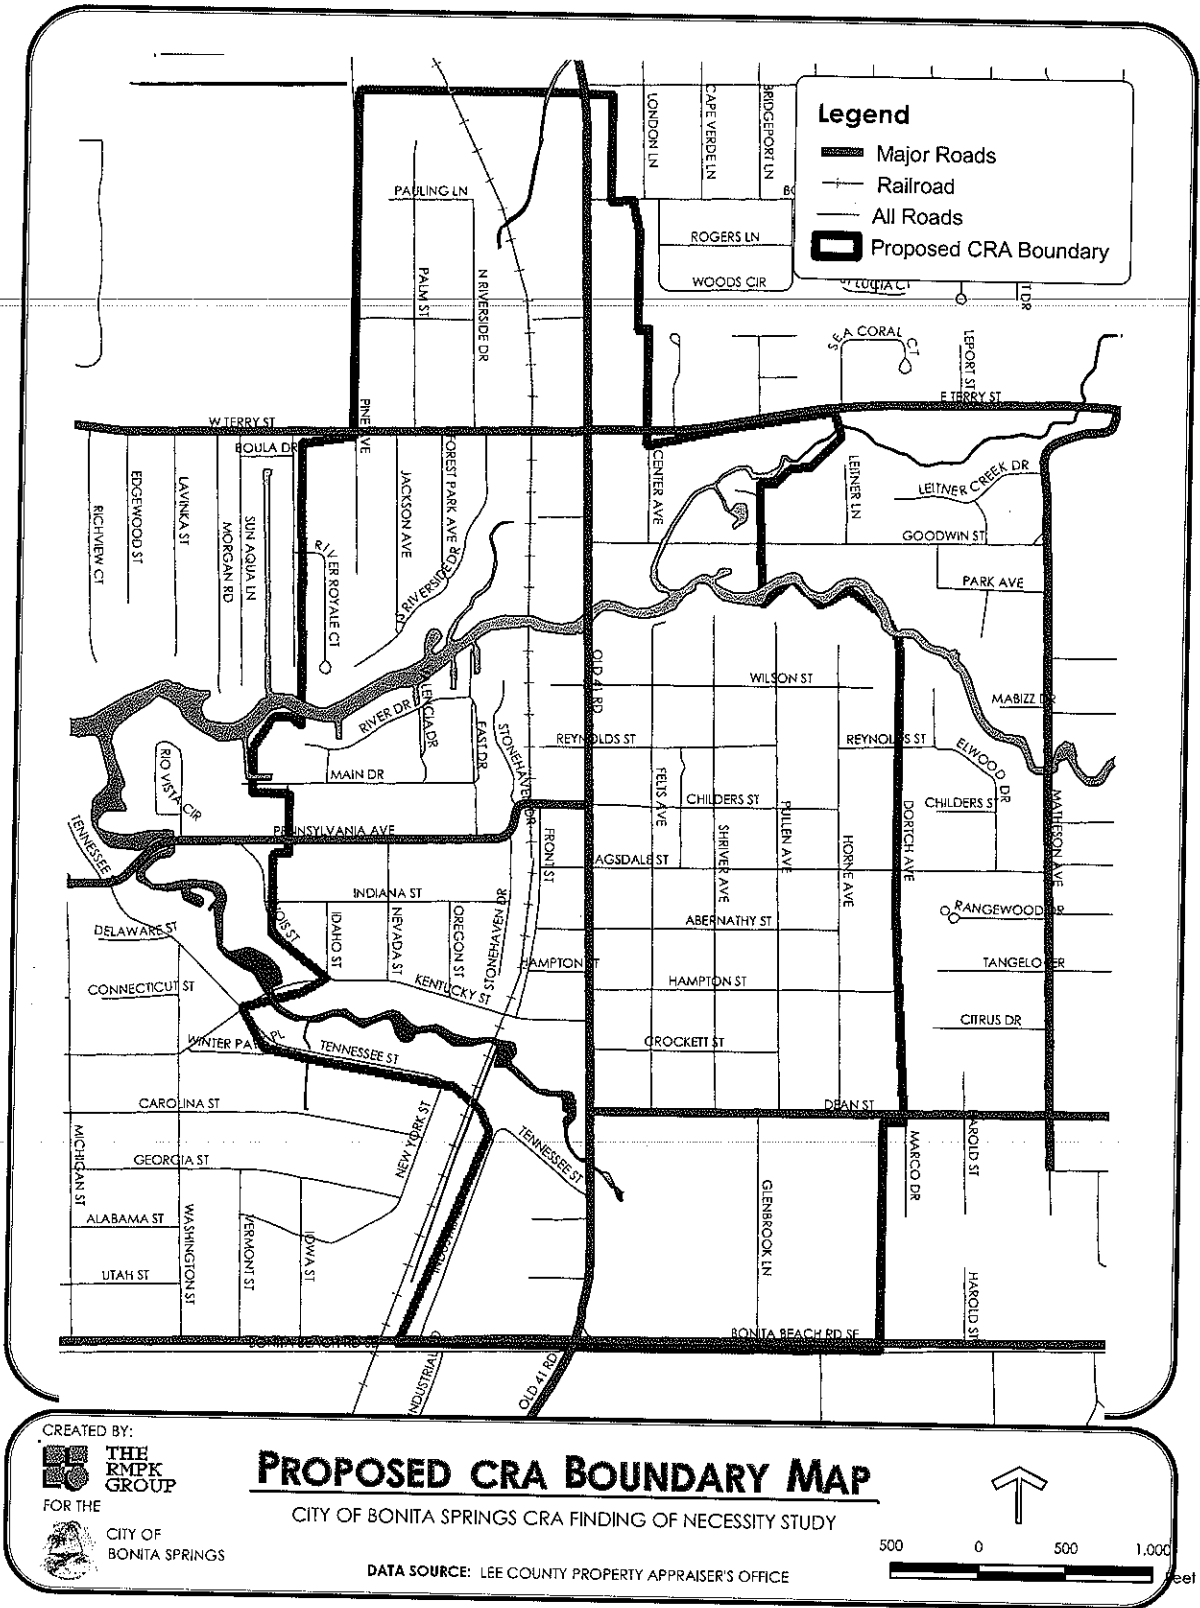 LONDON LN
CAPE VERDE LN
BRIDGEPORT LN
Legend
Major Roads
Railroad
All Roads
Proposed CRA Boundary
PAULING LN
ROGERS LN
WOODS CIR
PALM ST
N RIVERSIDE DR
SEA CORAL CT
LEPORT ST
E TERRY ST
W TERRY ST
PINE AVE
BOULA DR
RICHVIEW CT
EDGEWOOD ST
LAVINKA ST
MORGAN RD
SUN AQUA LN
RIVER ROYALE CT
JACKSON AVE
FOREST PARK AVE
S RIVERSIDE DR
CENTER AVE
LEITNER LN
LEITNER CREEK DR
GOODWIN ST
PARK AVE
OLD 41 RD
WILSON ST
MABIZZ DR
RIVER DR
EAST DR
STONEHAVEN DR
REYNOLDS ST
REYNOLDS ST
ELWOOD DR
RIO VISTA CIR
MAIN DR
FELTS AVE
CHILDERS ST
CHILDERS ST
PULLEN AVE
DORTCH AVE
MATHESON AVE
TENNESSEE
PENNSYLVANIA AVE
FRONT ST
AGSDALE ST
SHRIVER AVE
HORNE AVE
INDIANA ST
OIS ST
IDAHO ST
NEVADA ST
OREGON ST
STONEHAVEN DR
ABERNATHY ST
RANGEWOOD DR
DELAWARE ST
HAMPTON ST
HAMPTON ST
CONNECTICUT ST
KENTUCKY ST
CITRUS DR
PL
TENNESSEE ST
CROCKETT ST
CAROLINA ST
DEAN ST
MICHIGAN ST
GEORGIA ST
NEW YORK ST
TENNESSEE ST
MARCO DR
AROLD ST
ALABAMA ST
WASHINGTON ST
VERMONT ST
IOWA ST
GLENBROOK LN
UTAH ST
HAROLD ST
BONITA BEACH RD SE
BONITA BEACH RD SE
OLD 41 RD
CREATED BY:
THE
RMPK
GROUP
FOR THE
CITY OF
BONITA SPRINGS
PROPOSED CRA BOUNDARY MAP
CITY OF BONITA SPRINGS CRA FINDING OF NECESSITY STUDY
DATA SOURCE: LEE COUNTY PROPERTY APPRAISER'S OFFICE
500 0 500 1,000
Feet